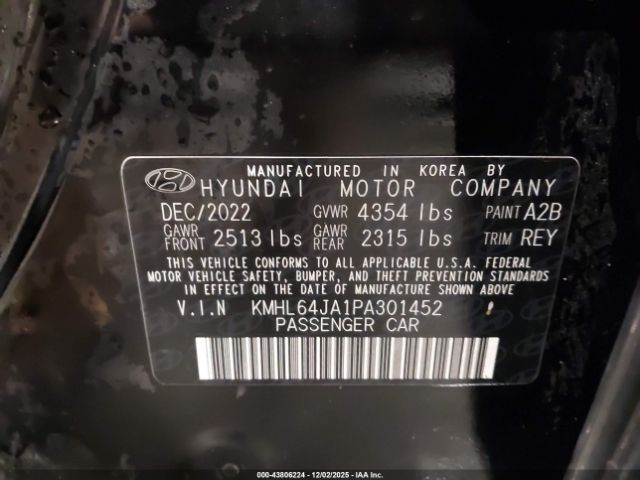 MANUFACTURED IN KOREA BY
HYUNDAI MOTOR COMPANY
DEC/2022 GVWR 4354 lbs PAINT A2B
GAWR FRONT 2513 lbs GAWR REAR 2315 lbs TRIM REY
THIS VEHICLE CONFORMS TO ALL APPLICABLE U.S.A. FEDERAL
MOTOR VEHICLE SAFETY, BUMPER, AND THEFT PREVENTION STANDARDS
IN EFFECT ON THE DATE OF MANUFACTURE SHOWN ABOVE.
V.I.N KMHL64JA1PA301452
PASSENGER CAR
000-43806224 - 12/02/2025 - IAA Inc.